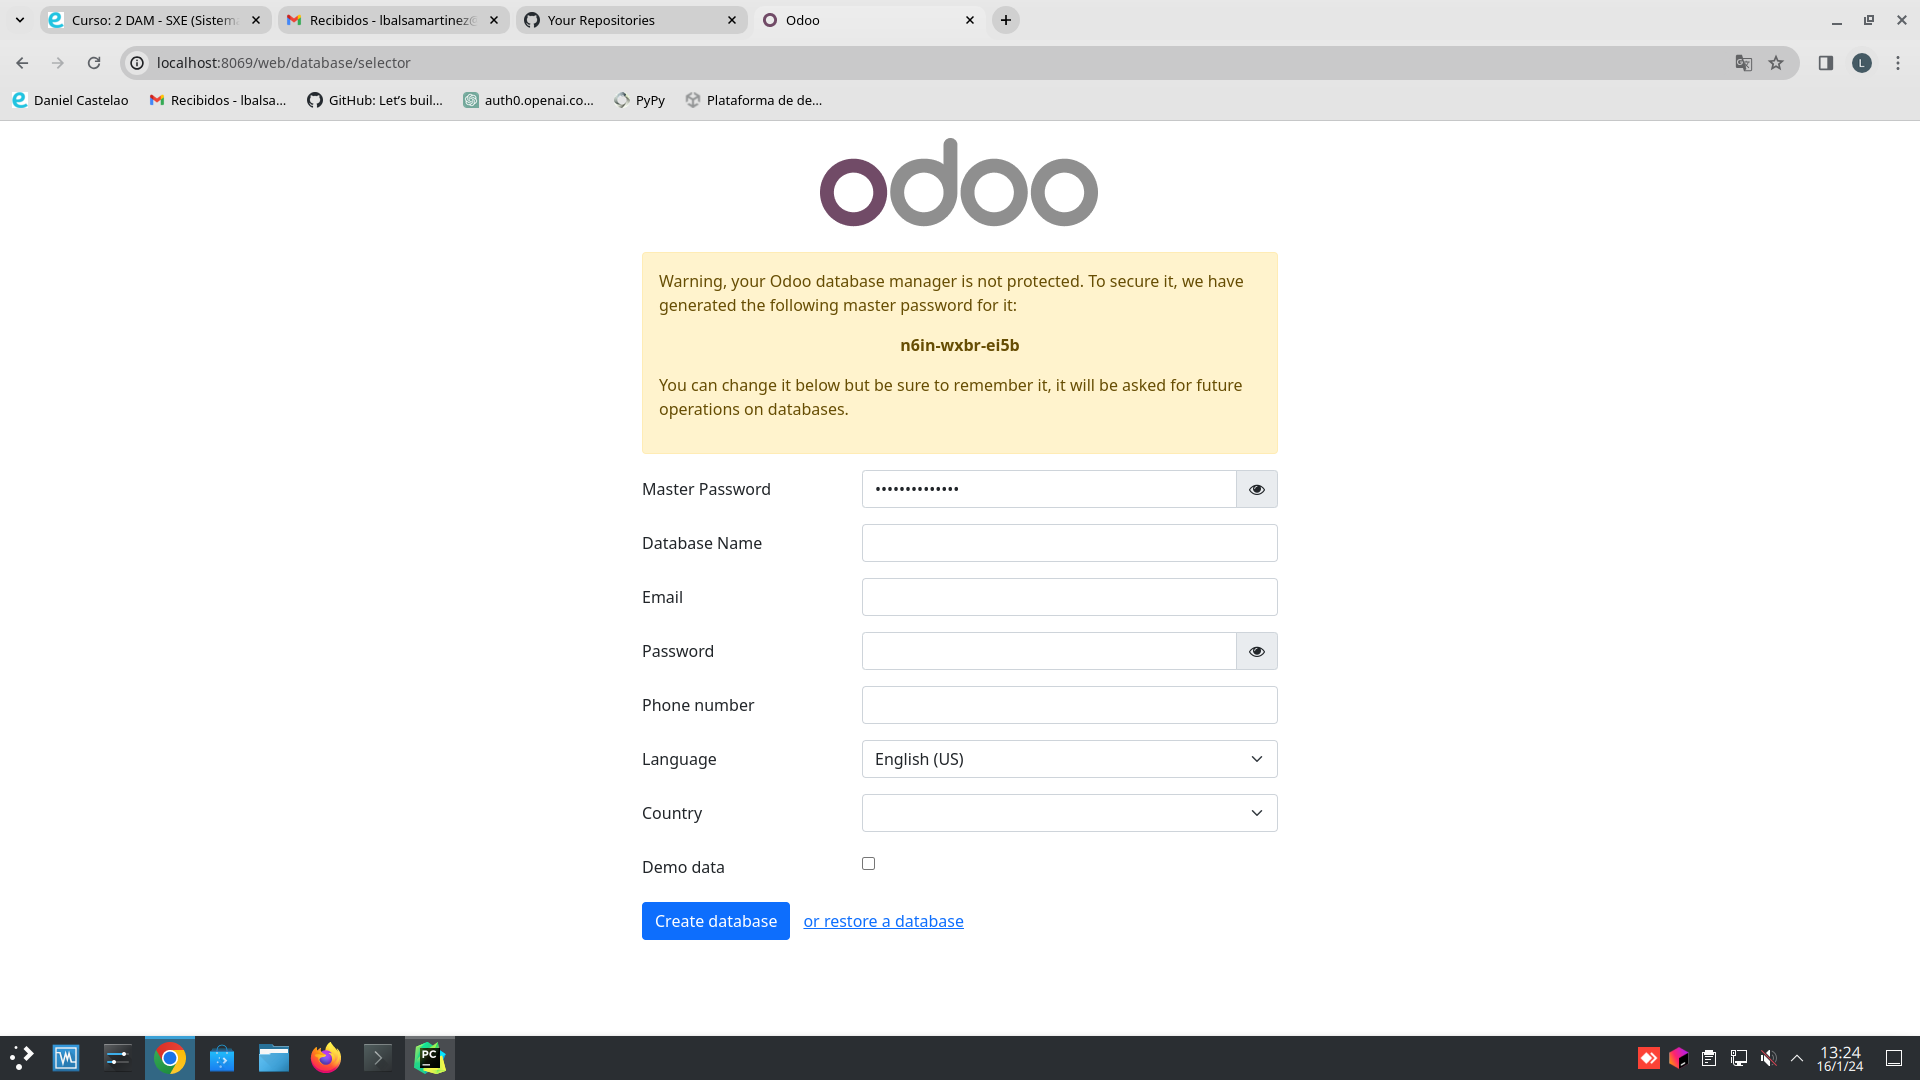 Curso: 2 DAM - SXE (Sistema
Recibidos - lbalsamartinez@
Your Repositories
Odoo
localhost:8069/web/database/selector
L
Daniel Castelao
Recibidos - lbalsa...
GitHub: Let’s buil...
auth0.openai.co...
PyPy
Plataforma de de...
odoo
Warning, your Odoo database manager is not protected. To secure it, we have
generated the following master password for it:
n6in-wxbr-ei5b
You can change it below but be sure to remember it, it will be asked for future
operations on databases.
Master Password ••••••••••••••
Database Name
Email
Password
Phone number
Language English (US)
Country
Demo data
Create database or restore a database
PC
13:24
16/1/24